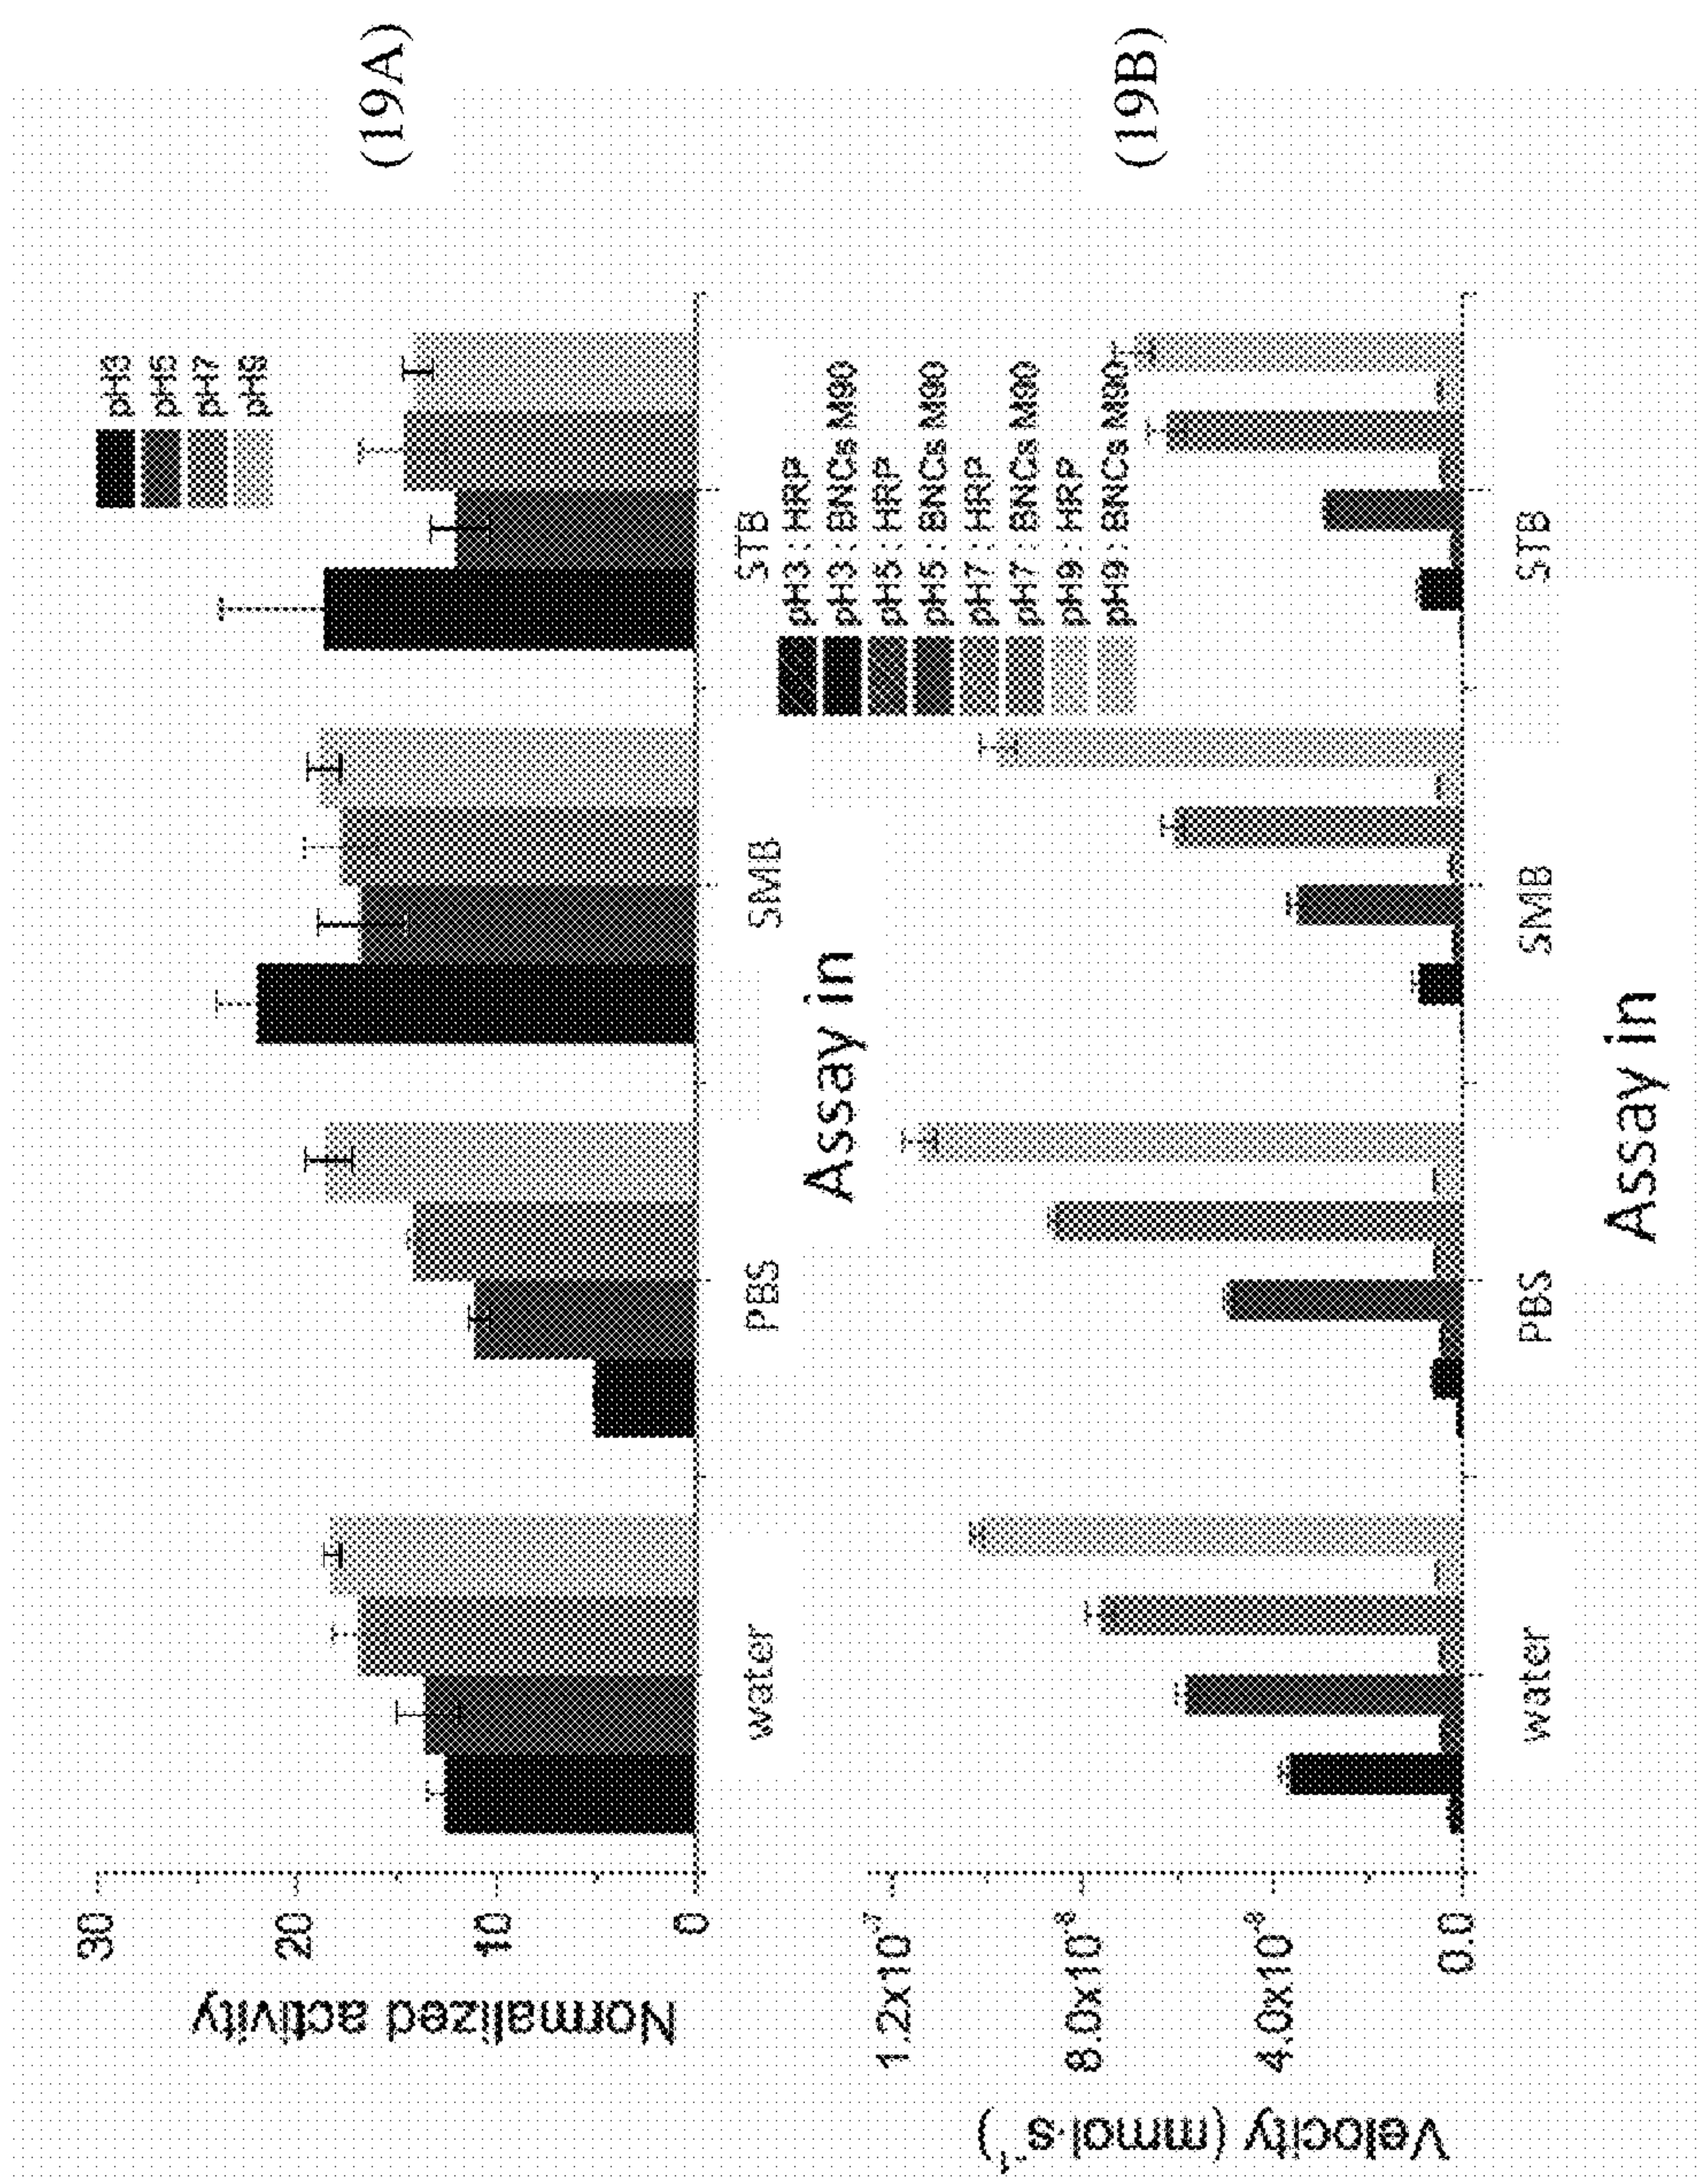 (19A)
Normalized activity
30
20
10
0
pH3
pH5
pH7
pH9
water
PBS
SMB
STB
Assay in
(19B)
Velocity (mmol·s⁻¹)
1.2x10⁻⁷
8.0x10⁻⁸
4.0x10⁻⁸
0.0
pH3 : HRP
pH3 : BNCs M90
pH5 : HRP
pH5 : BNCs M90
pH7 : HRP
pH7 : BNCs M90
pH9 : HRP
pH9 : BNCs M90
water
PBS
SMB
STB
Assay in